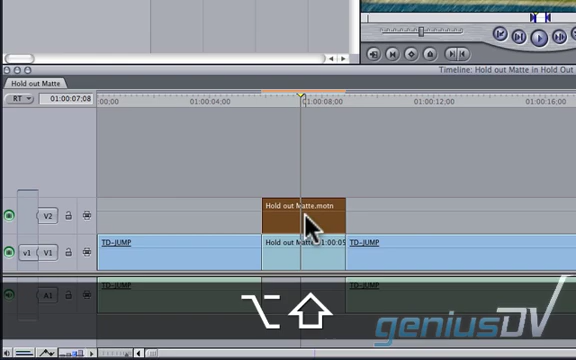 Timeline: Hold out Matte in Hold Out
Hold out Matte
RT
01:00:07;08
00;00
01:00:04;00
01:00:08;00
01:00:12;00
01:00:16;00
Hold out Matte.motn
V2
v1
V1
TD-JUMP
Hold out Matte
01:00:05
TD-JUMP
A1
TD-JUMP
TD-JUMP
⌥⇧
geniusDV